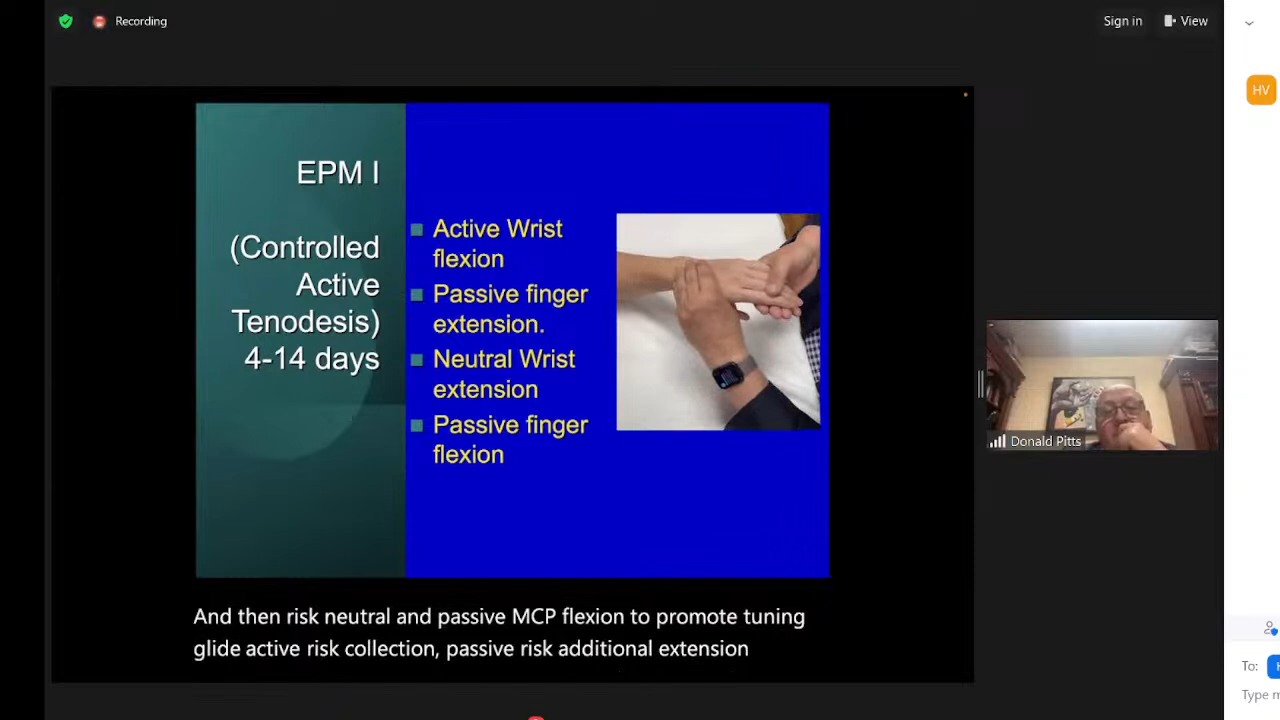 Recording
Sign in
View
HV
EPM I
(Controlled
Active
Tenodesis)
4-14 days
Active Wrist
flexion
Passive finger
extension.
Neutral Wrist
extension
Passive finger
flexion
Donald Pitts
And then risk neutral and passive MCP flexion to promote tuning
glide active risk collection, passive risk additional extension
To:
Type